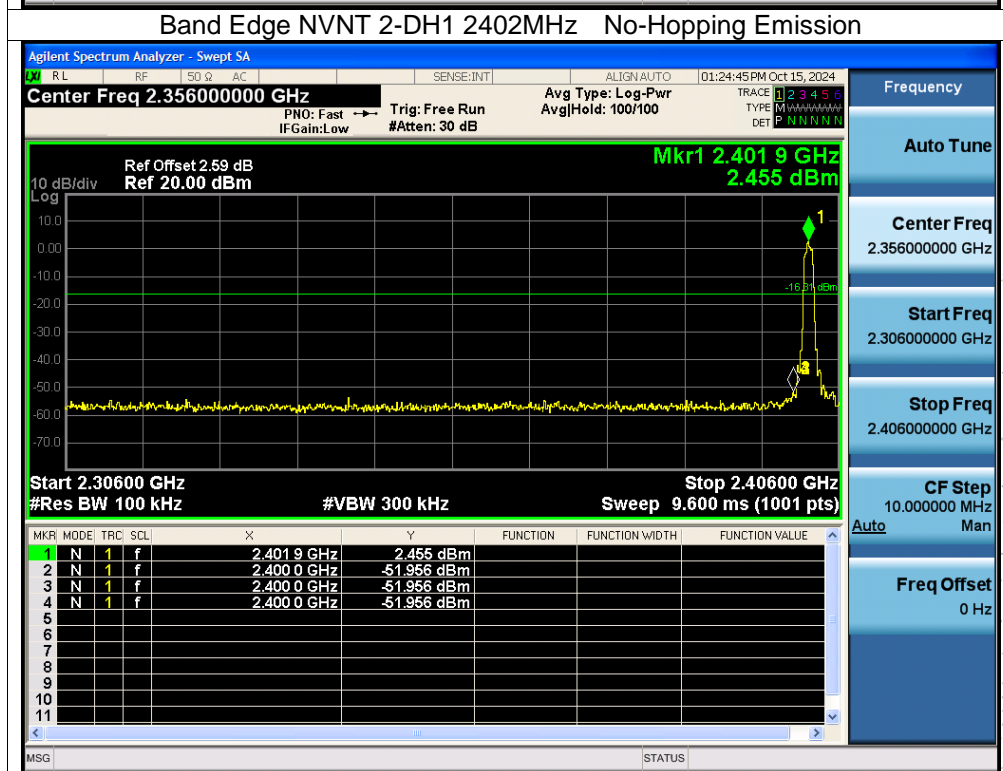 Band Edge NVNT 2-DH1 2402MHz No-Hopping Emission
Agilent Spectrum Analyzer - Swept SA
LXI RL RF 50 Ω AC SENSE:INT ALIGN AUTO 01:24:45 PM Oct 15, 2024
Center Freq 2.356000000 GHz
PNO: Fast
IFGain:Low
Trig: Free Run
#Atten: 30 dB
Avg Type: Log-Pwr
Avg|Hold: 100/100
TRACE 1 2 3 4 5 6
TYPE M
DET P N N N N N
Ref Offset 2.59 dB
10 dB/div Ref 20.00 dBm
Log
Mkr1 2.401 9 GHz
2.455 dBm
10.0
0.00
-10.0
-20.0
-30.0
-40.0
-50.0
-60.0
-70.0
1
-16.31 dBm
Start 2.30600 GHz Stop 2.40600 GHz
#Res BW 100 kHz #VBW 300 kHz Sweep 9.600 ms (1001 pts)
MKR MODE TRC SCL X Y FUNCTION FUNCTION WIDTH FUNCTION VALUE
1 N 1 f 2.401 9 GHz 2.455 dBm
2 N 1 f 2.400 0 GHz -51.956 dBm
3 N 1 f 2.400 0 GHz -51.956 dBm
4 N 1 f 2.400 0 GHz -51.956 dBm
5
6
7
8
9
10
11
MSG STATUS
Frequency
Auto Tune
Center Freq
2.356000000 GHz
Start Freq
2.306000000 GHz
Stop Freq
2.406000000 GHz
CF Step
10.000000 MHz
Auto Man
Freq Offset
0 Hz